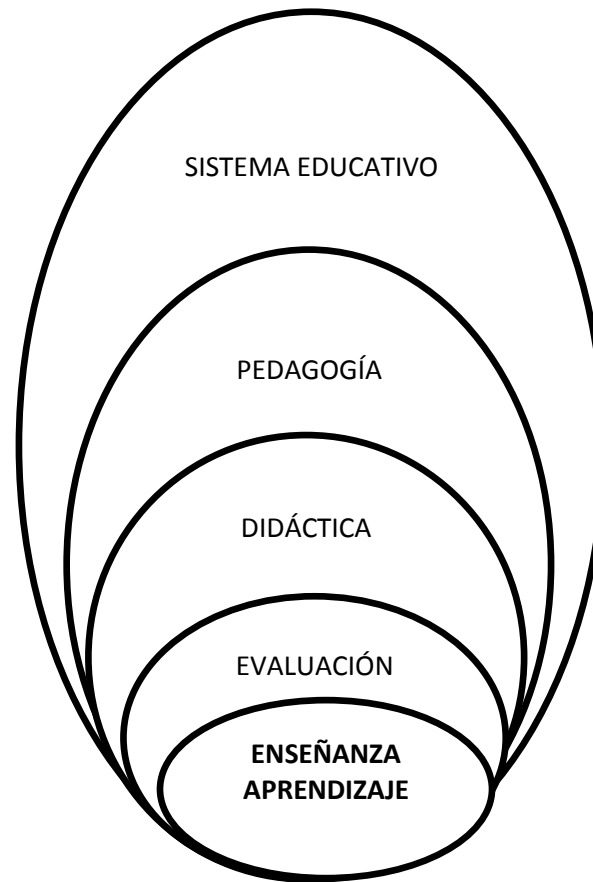 SISTEMA EDUCATIVO
PEDAGOGÍA
DIDÁCTICA
EVALUACIÓN
ENSEÑANZA
APRENDIZAJE